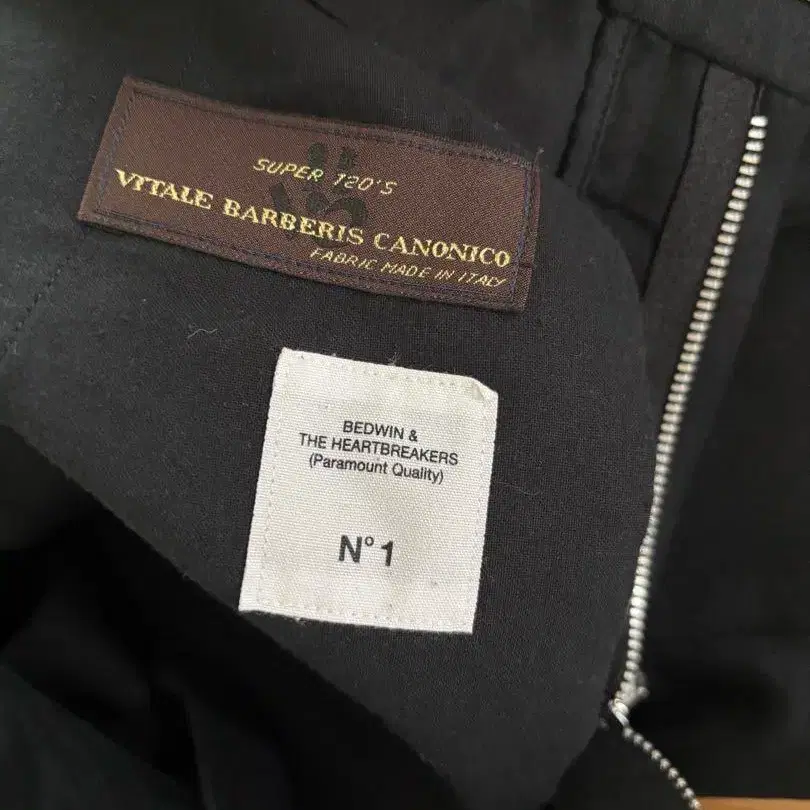 SUPER 120'S
VITALE BARBERIS CANONICO
FABRIC MADE IN ITALY
BEDWIN &
THE HEARTBREAKERS
(Paramount Quality)
N° 1